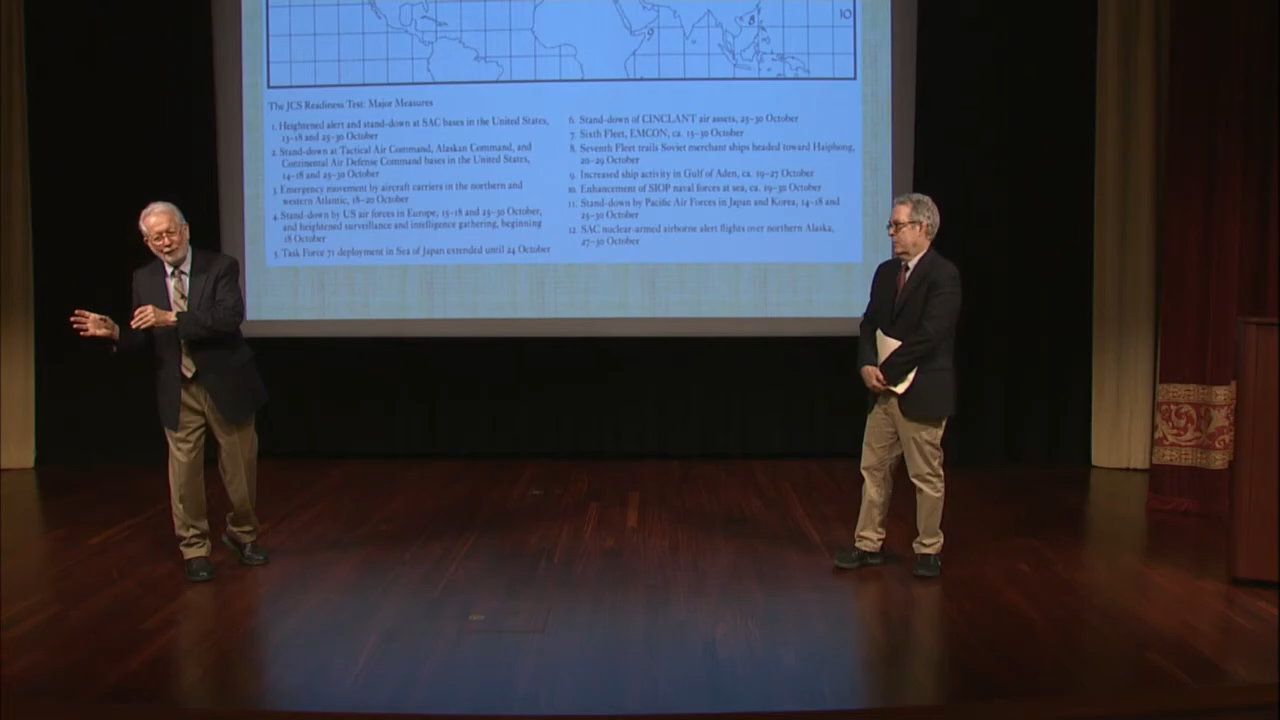 10
8
9
The JCS Readiness Test: Major Measures
1. Heightened alert and stand-down at SAC bases in the United States,
13-18 and 25-30 October
2. Stand-down at Tactical Air Command, Alaskan Command, and
Continental Air Defense Command bases in the United States,
14-18 and 25-30 October
3. Emergency movement by aircraft carriers in the northern and
western Atlantic, 18-20 October
4. Stand-down by US air forces in Europe, 15-18 and 25-30 October,
and heightened surveillance and intelligence gathering, beginning
18 October
5. Task Force 71 deployment in Sea of Japan extended until 24 October
6. Stand-down of CINCLANT air assets, 25-30 October
7. Sixth Fleet, EMCON, ca. 15-30 October
8. Seventh Fleet trails Soviet merchant ships headed toward Haiphong,
20-29 October
9. Increased ship activity in Gulf of Aden, ca. 19-27 October
10. Enhancement of SIOP naval forces at sea, ca. 19-30 October
11. Stand-down by Pacific Air Forces in Japan and Korea, 14-18 and
25-30 October
12. SAC nuclear-armed airborne alert flights over northern Alaska,
27-30 October